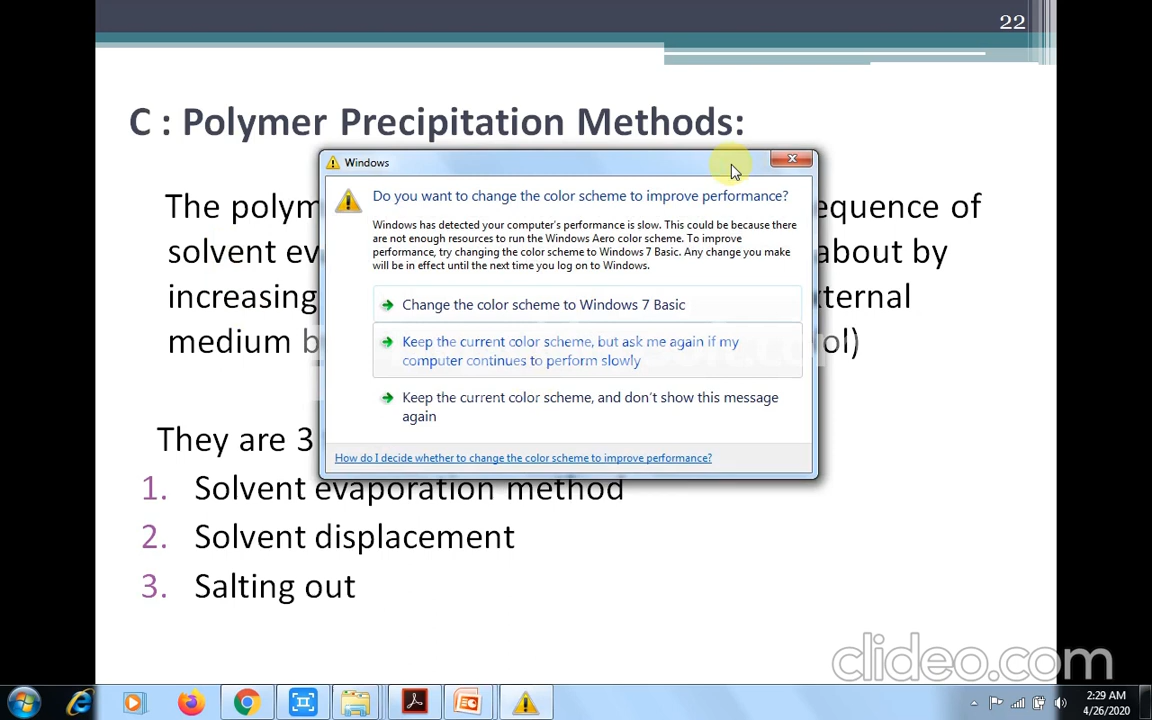 22
C : Polymer Precipitation Methods:
Windows
The polym
equence of
Do you want to change the color scheme to improve performance?
Windows has detected your computer's performance is slow. This could be because there
are not enough resources to run the Windows Aero color scheme. To improve
performance, try changing the color scheme to Windows 7 Basic. Any change you make
will be in effect until the next time you log on to Windows.
solvent ev
about by
increasing
xternal
Change the color scheme to Windows 7 Basic
medium b
ol)
Keep the current color scheme, but ask me again if my
computer continues to perform slowly
Keep the current color scheme, and don't show this message
again
They are 3
How do I decide whether to change the color scheme to improve performance?
1. Solvent evaporation method
2. Solvent displacement
3. Salting out
clideo.com
2:29 AM
4/26/2020